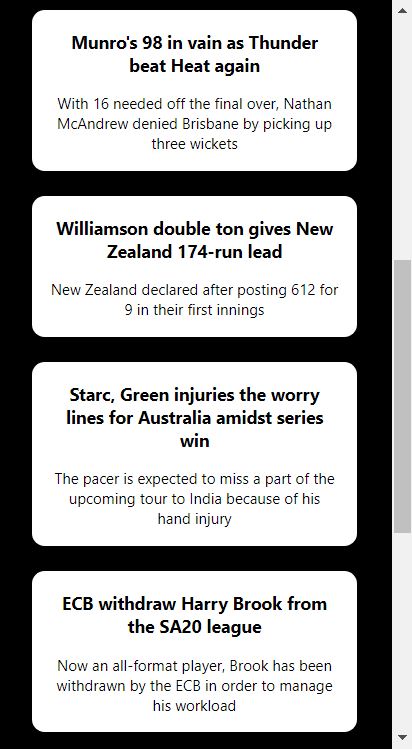 Munro's 98 in vain as Thunder
beat Heat again
With 16 needed off the final over, Nathan
McAndrew denied Brisbane by picking up
three wickets
Williamson double ton gives New
Zealand 174-run lead
New Zealand declared after posting 612 for
9 in their first innings
Starc, Green injuries the worry
lines for Australia amidst series
win
The pacer is expected to miss a part of the
upcoming tour to India because of his
hand injury
ECB withdraw Harry Brook from
the SA20 league
Now an all-format player, Brook has been
withdrawn by the ECB in order to manage
his workload